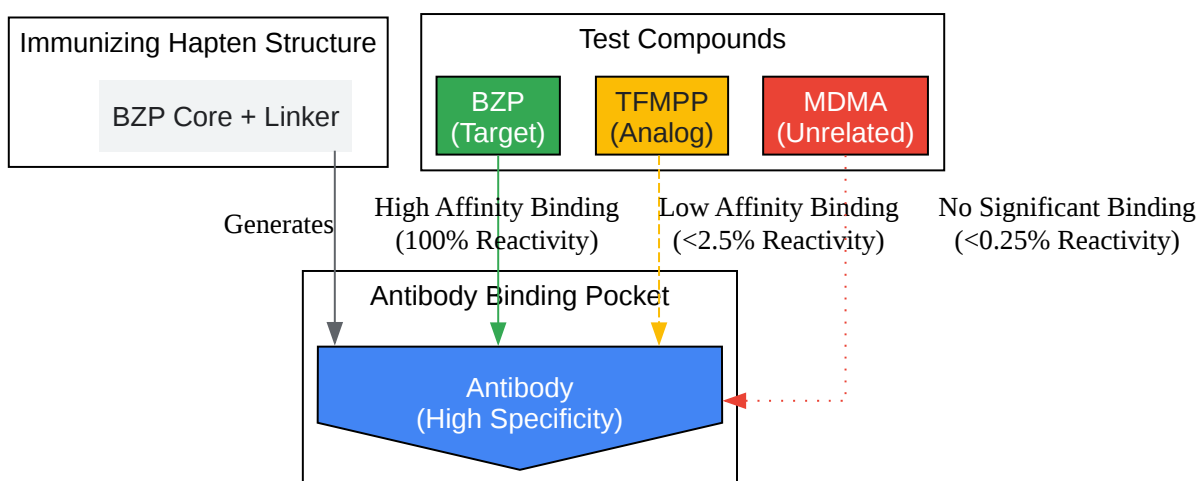 Immunizing Hapten Structure
BZP Core + Linker
Test Compounds
BZP
(Target)
TFMPP
(Analog)
MDMA
(Unrelated)
Generates
High Affinity Binding
(100% Reactivity)
Low Affinity Binding
(<2.5% Reactivity)
No Significant Binding
(<0.25% Reactivity)
Antibody Binding Pocket
Antibody
(High Specificity)